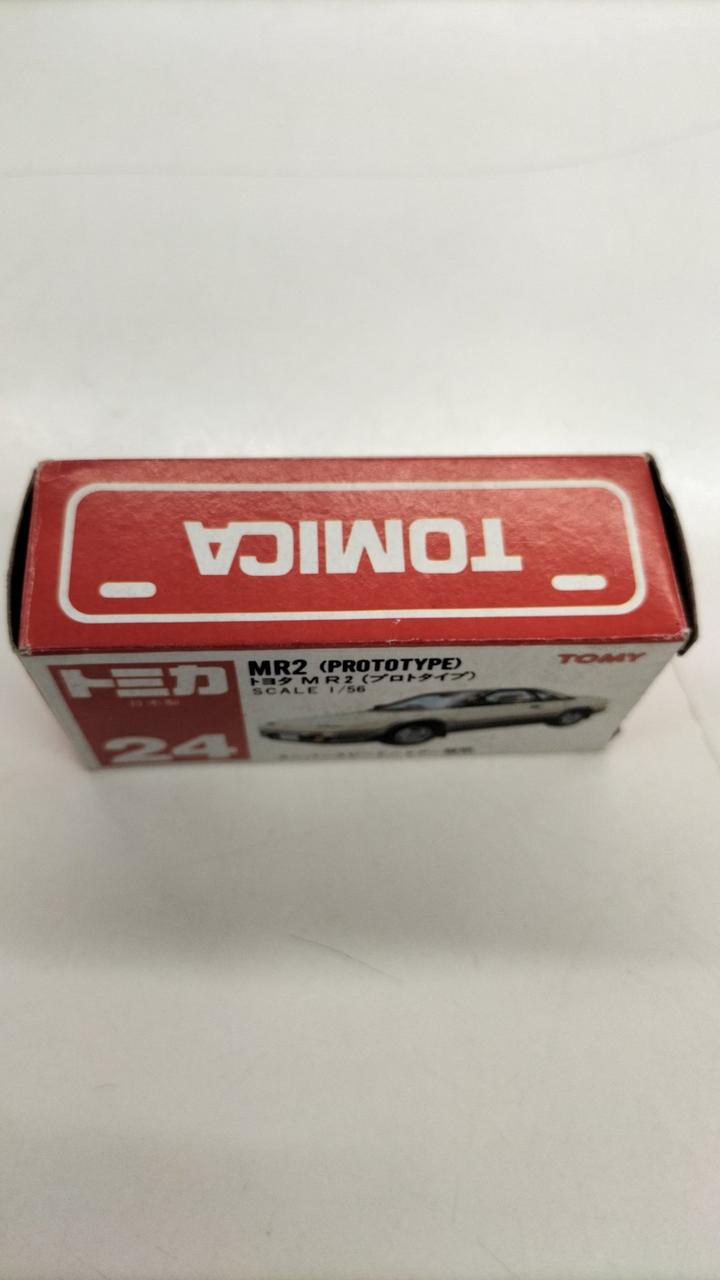 TOMICA
トミカ
日本製
24
MR2 (PROTOTYPE)
トヨタ MR2 (プロトタイプ)
SCALE 1/56
TOMY